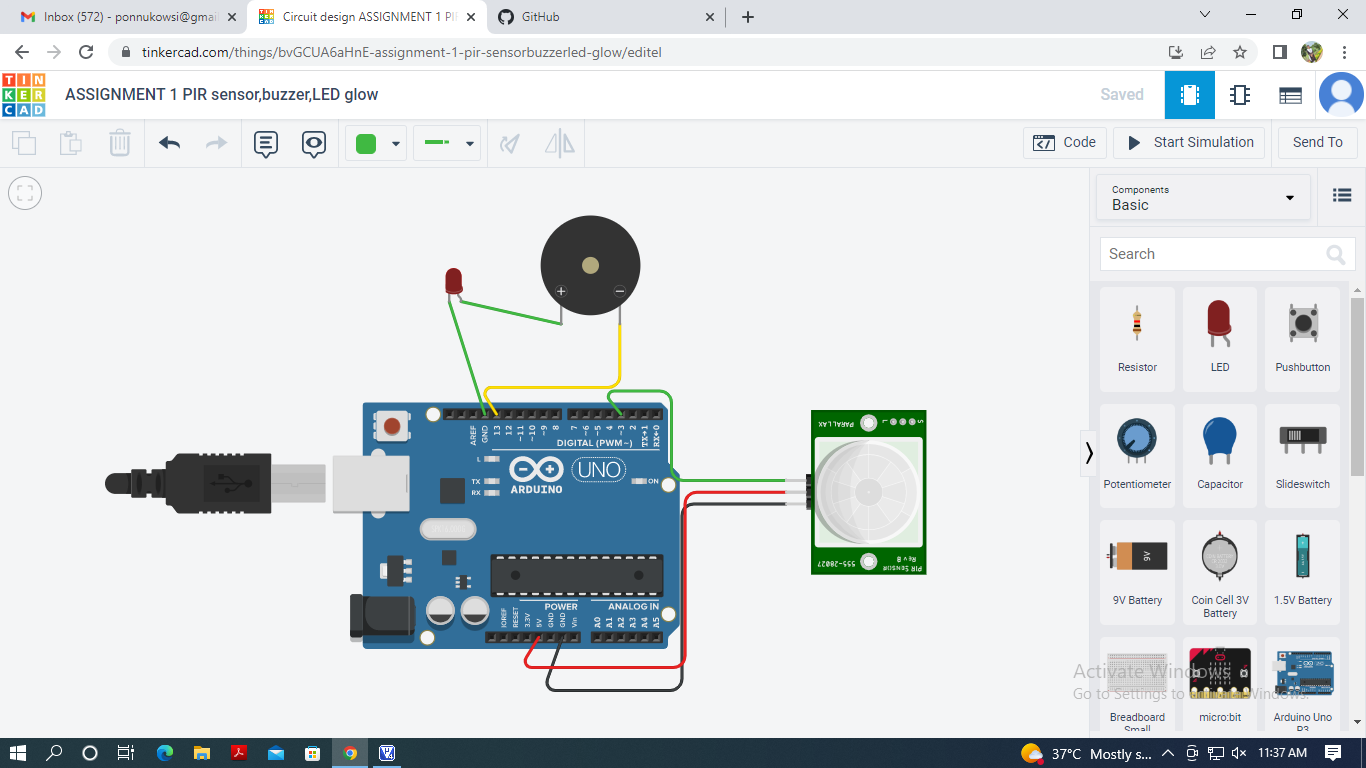 Inbox (572) - ponnukowsi@gmai
Circuit design ASSIGNMENT 1 PI
GitHub
tinkercad.com/things/bvGCUA6aHnE-assignment-1-pir-sensorbuzzerled-glow/editel
TIN
KER
CAD
ASSIGNMENT 1 PIR sensor,buzzer,LED glow
Saved
Code
Start Simulation
Send To
Components
Basic
Search
Resistor
LED
Pushbutton
Potentiometer
Capacitor
Slideswitch
9V
9V Battery
Coin Cell 3V
Battery
1.5V Battery
Breadboard
Small
micro:bit
Arduino Uno
R3
+
−
AREF
GND
13
12
~11
~10
~9
8
7
~6
~5
4
~3
2
TX→1
RX←0
DIGITAL (PWM~)
L
TX
RX
ARDUINO
UNO
ON
IOREF
RESET
3.3V
5V
GND
GND
Vin
POWER
ANALOG IN
A0
A1
A2
A3
A4
A5
PARALLAX
L
S
555-28027
REV B
PIR SENSOR
Activate Windows
Go to Settings to activate Windows.
37°C Mostly s...
11:37 AM